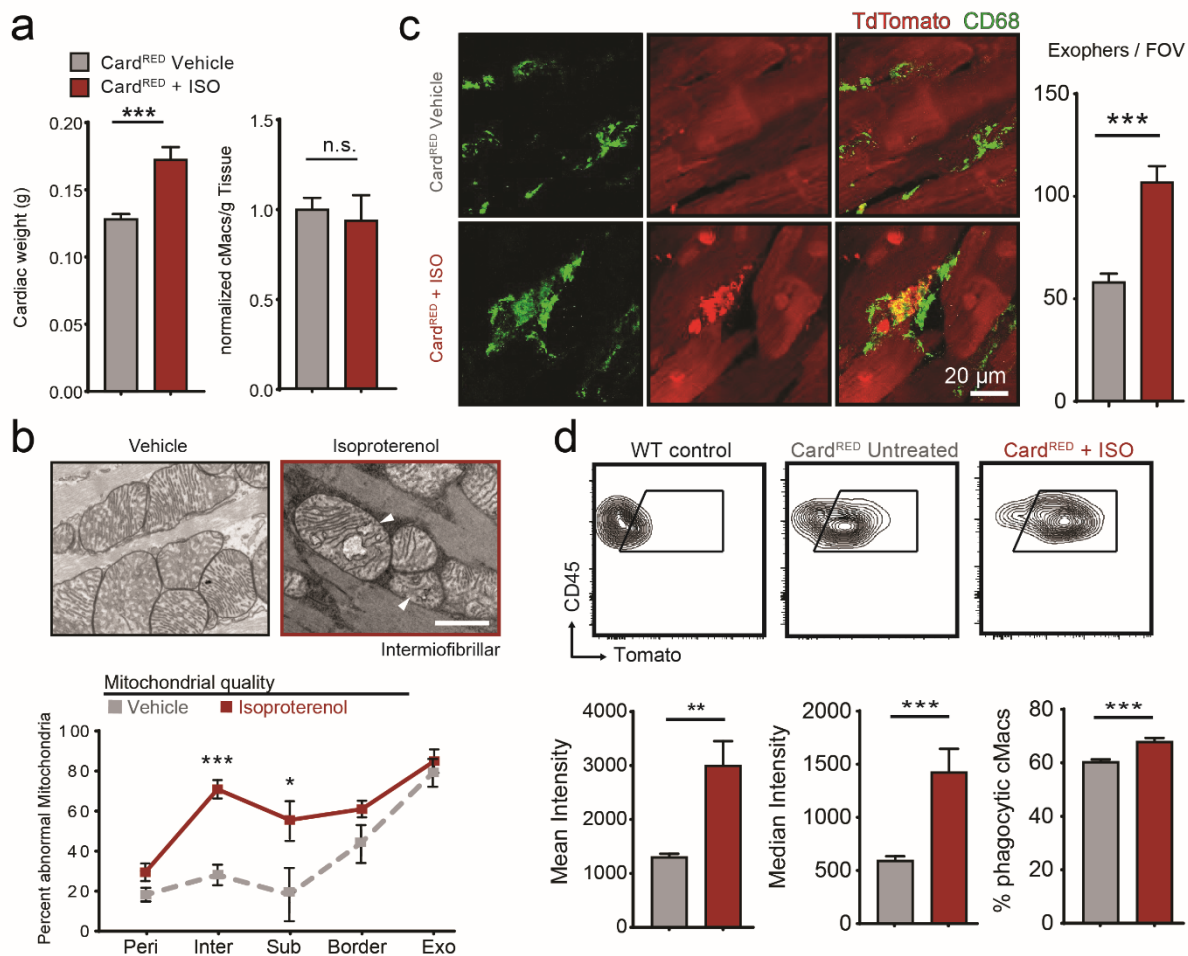 a
Card^RED Vehicle
Card^RED + ISO
Cardiac weight (g)
0.20
0.15
0.10
0.05
0.00
***
normalized cMacs/g Tissue
1.5
1.0
0.5
0.0
n.s.
c
TdTomato CD68
Card^RED Vehicle
Card^RED + ISO
20 µm
Exophers / FOV
150
100
50
0
***
b
Vehicle
Isoproterenol
Intermiofibrillar
Mitochondrial quality
Vehicle
Isoproterenol
Percent abnormal Mitochondria
100
80
60
40
20
0
***
*
Peri
Inter
Sub
Border
Exo
d
WT control
Card^RED Untreated
Card^RED + ISO
CD45
Tomato
Mean Intensity
4000
3000
2000
1000
0
**
Median Intensity
2000
1500
1000
500
0
***
% phagocytic cMacs
80
60
40
20
0
***